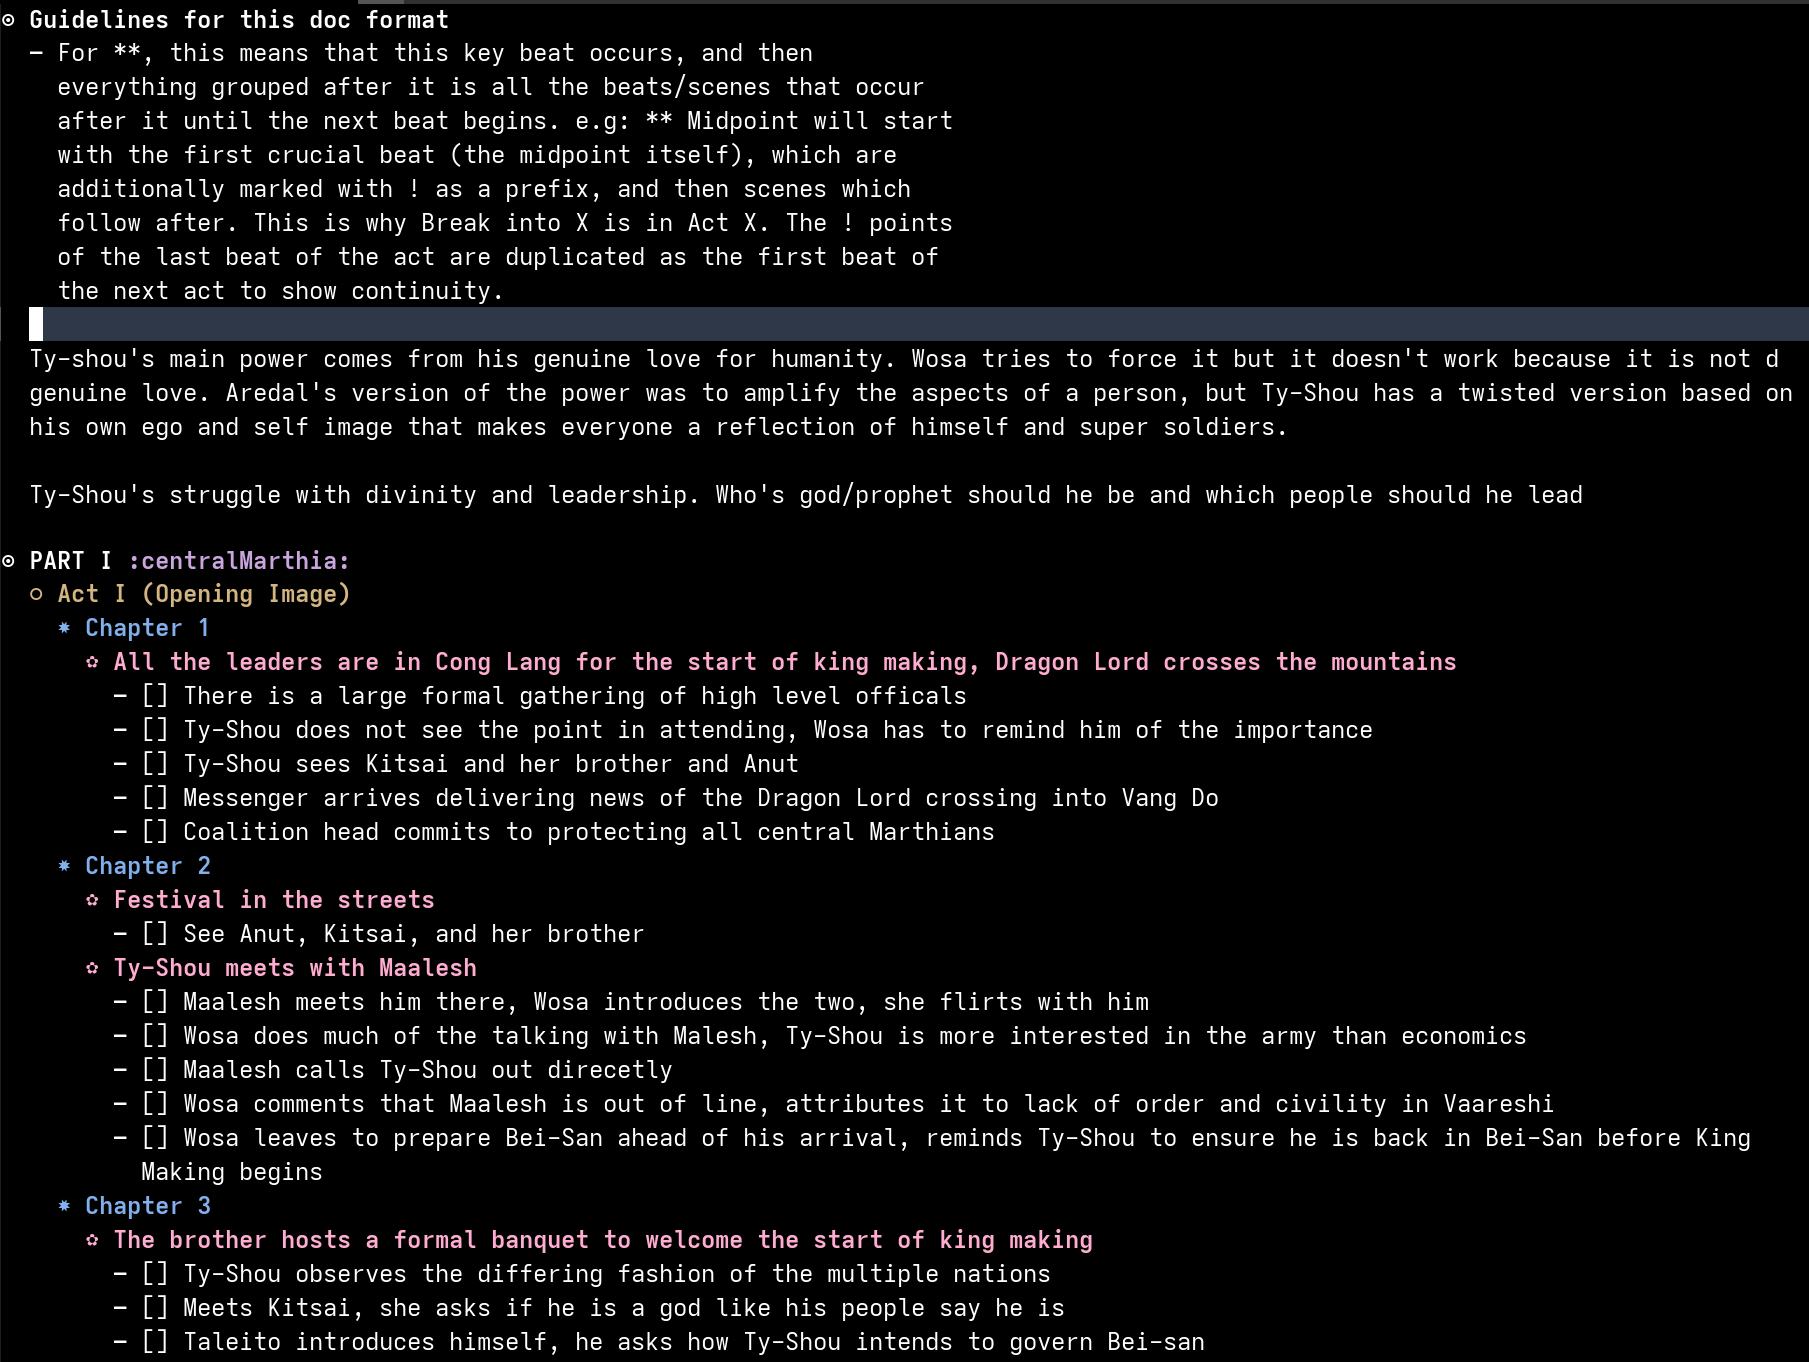 Guidelines for this doc format
– For **, this means that this key beat occurs, and then
everything grouped after it is all the beats/scenes that occur
after it until the next beat begins. e.g: ** Midpoint will start
with the first crucial beat (the midpoint itself), which are
additionally marked with ! as a prefix, and then scenes which
follow after. This is why Break into X is in Act X. The ! points
of the last beat of the act are duplicated as the first beat of
the next act to show continuity.
Ty-shou's main power comes from his genuine love for humanity. Wosa tries to force it but it doesn't work because it is not d
genuine love. Aredal's version of the power was to amplify the aspects of a person, but Ty-Shou has a twisted version based on
his own ego and self image that makes everyone a reflection of himself and super soldiers.
Ty-Shou's struggle with divinity and leadership. Who's god/prophet should he be and which people should he lead
PART I :centralMarthia:
Act I (Opening Image)
Chapter 1
All the leaders are in Cong Lang for the start of king making, Dragon Lord crosses the mountains
– [] There is a large formal gathering of high level officals
– [] Ty-Shou does not see the point in attending, Wosa has to remind him of the importance
– [] Ty-Shou sees Kitsai and her brother and Anut
– [] Messenger arrives delivering news of the Dragon Lord crossing into Vang Do
– [] Coalition head commits to protecting all central Marthians
Chapter 2
Festival in the streets
– [] See Anut, Kitsai, and her brother
Ty-Shou meets with Maalesh
– [] Maalesh meets him there, Wosa introduces the two, she flirts with him
– [] Wosa does much of the talking with Malesh, Ty-Shou is more interested in the army than economics
– [] Maalesh calls Ty-Shou out direcetly
– [] Wosa comments that Maalesh is out of line, attributes it to lack of order and civility in Vaareshi
– [] Wosa leaves to prepare Bei-San ahead of his arrival, reminds Ty-Shou to ensure he is back in Bei-San before King
Making begins
Chapter 3
The brother hosts a formal banquet to welcome the start of king making
– [] Ty-Shou observes the differing fashion of the multiple nations
– [] Meets Kitsai, she asks if he is a god like his people say he is
– [] Taleito introduces himself, he asks how Ty-Shou intends to govern Bei-san